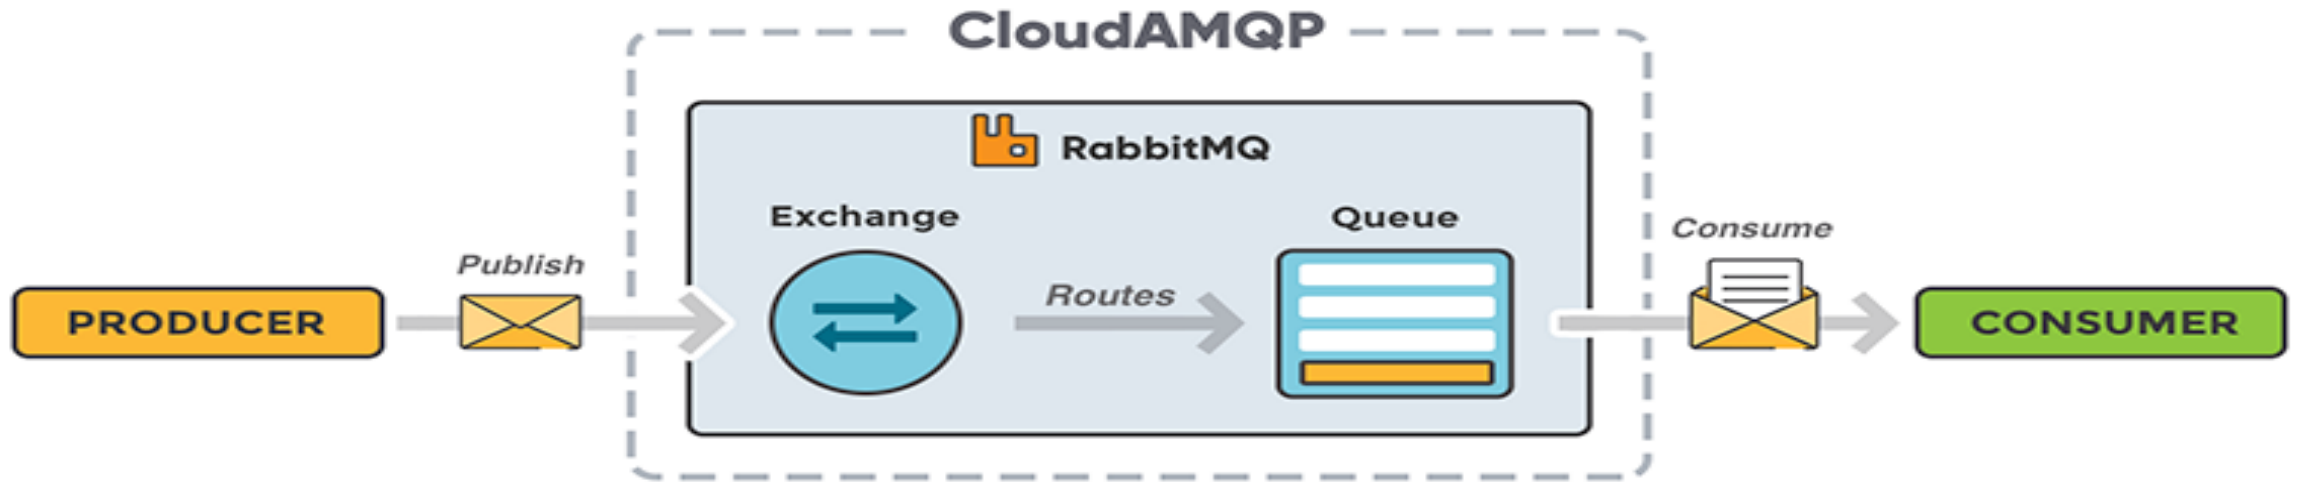 CloudAMQP
RabbitMQ
Exchange
Queue
Publish
Routes
Consume
PRODUCER
CONSUMER